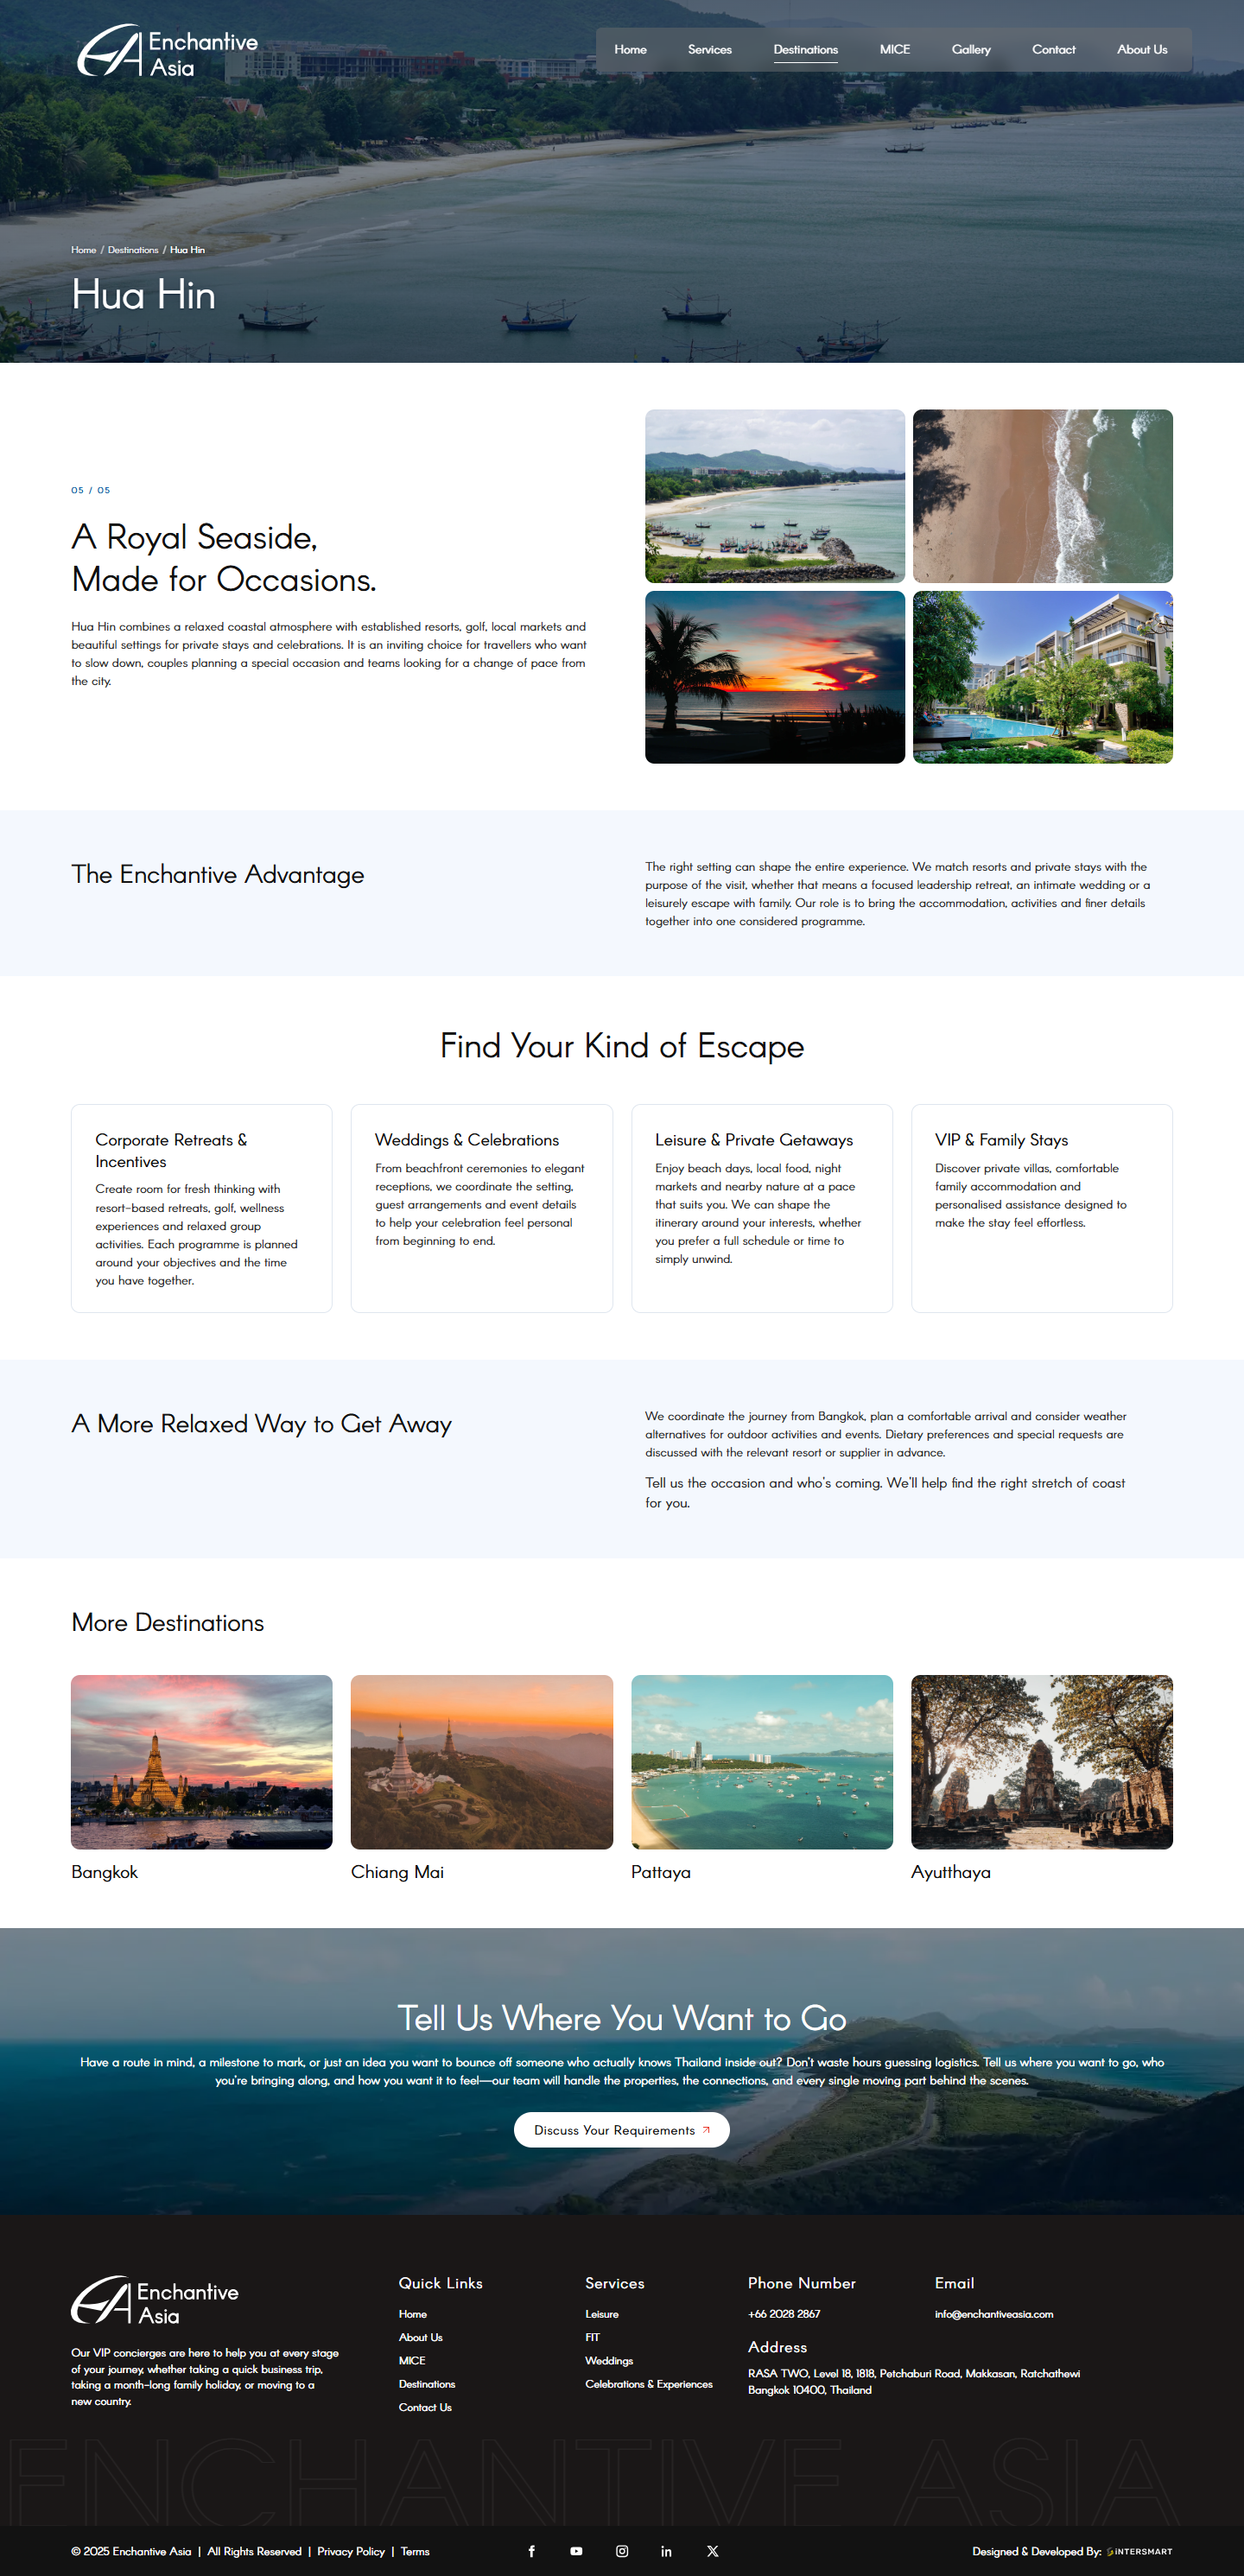 Enchantive
Asia
Home Services Destinations MICE Gallery Contact About Us
Home / Destinations / Hua Hin
Hua Hin
05 / 05
A Royal Seaside,
Made for Occasions.
Hua Hin combines a relaxed coastal atmosphere with established resorts, golf, local markets and
beautiful settings for private stays and celebrations. It is an inviting choice for travellers who want
to slow down, couples planning a special occasion and teams looking for a change of pace from
the city.
The Enchantive Advantage
The right setting can shape the entire experience. We match resorts and private stays with the
purpose of the visit, whether that means a focused leadership retreat, an intimate wedding or a
leisurely escape with family. Our role is to bring the accommodation, activities and finer details
together into one considered programme.
Find Your Kind of Escape
Corporate Retreats &
Incentives
Create room for fresh thinking with
resort-based retreats, golf, wellness
experiences and relaxed group
activities. Each programme is planned
around your objectives and the time
you have together.
Weddings & Celebrations
From beachfront ceremonies to elegant
receptions, we coordinate the setting,
guest arrangements and event details
to help your celebration feel personal
from beginning to end.
Leisure & Private Getaways
Enjoy beach days, local food, night
markets and nearby nature at a pace
that suits you. We can shape the
itinerary around your interests, whether
you prefer a full schedule or time to
simply unwind.
VIP & Family Stays
Discover private villas, comfortable
family accommodation and
personalised assistance designed to
make the stay feel effortless.
A More Relaxed Way to Get Away
We coordinate the journey from Bangkok, plan a comfortable arrival and consider weather
alternatives for outdoor activities and events. Dietary preferences and special requests are
discussed with the relevant resort or supplier in advance.
Tell us the occasion and who's coming. We'll help find the right stretch of coast
for you.
More Destinations
Bangkok
Chiang Mai
Pattaya
Ayutthaya
Tell Us Where You Want to Go
Have a route in mind, a milestone to mark, or just an idea you want to bounce off someone who actually knows Thailand inside out? Don't waste hours guessing logistics. Tell us where you want to go, who
you're bringing along, and how you want it to feel—our team will handle the properties, the connections, and every single moving part behind the scenes.
Discuss Your Requirements
Enchantive
Asia
Our VIP concierges are here to help you at every stage
of your journey, whether taking a quick business trip,
taking a month-long family holiday, or moving to a
new country.
Quick Links
Home
About Us
MICE
Destinations
Contact Us
Services
Leisure
FIT
Weddings
Celebrations & Experiences
Phone Number
+66 2028 2867
Email
info@enchantiveasia.com
Address
RASA TWO, Level 18, 1818, Petchaburi Road, Makkasan, Ratchathewi
Bangkok 10400, Thailand
ENCHANTIVE ASIA
© 2025 Enchantive Asia | All Rights Reserved | Privacy Policy | Terms
Designed & Developed By: INTERSMART